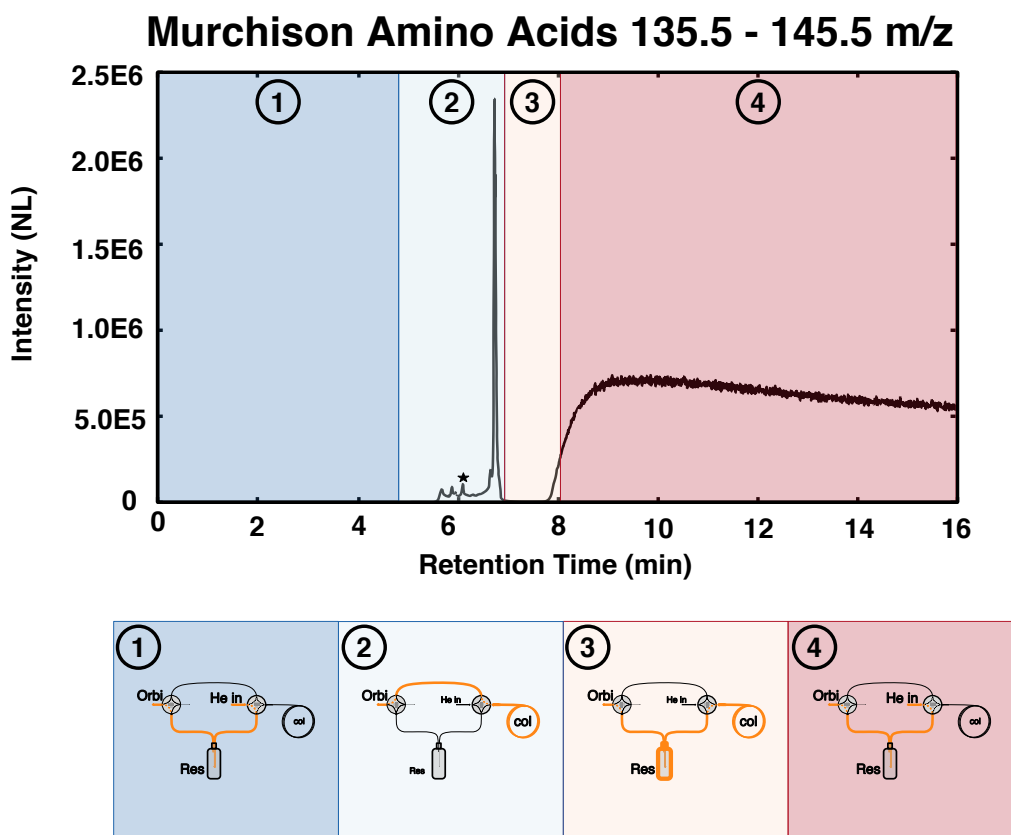 Murchison Amino Acids 135.5 - 145.5 m/z
2.5E6
2.0E6
1.5E6
1.0E6
5.0E5
0
Intensity (NL)
1 2 3 4
0 2 4 6 8 10 12 14 16
Retention Time (min)
1 2 3 4
Orbi He in col Res
Orbi He in col Res
Orbi He in col Res
Orbi He in col Res